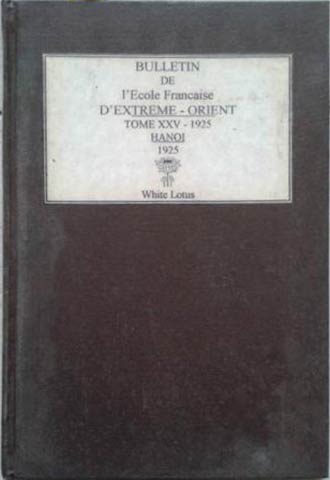 BULLETIN
DE
l'Ecole Francaise
D'EXTREME - ORIENT
TOME XXV - 1925
HANOI
1925
White Lotus